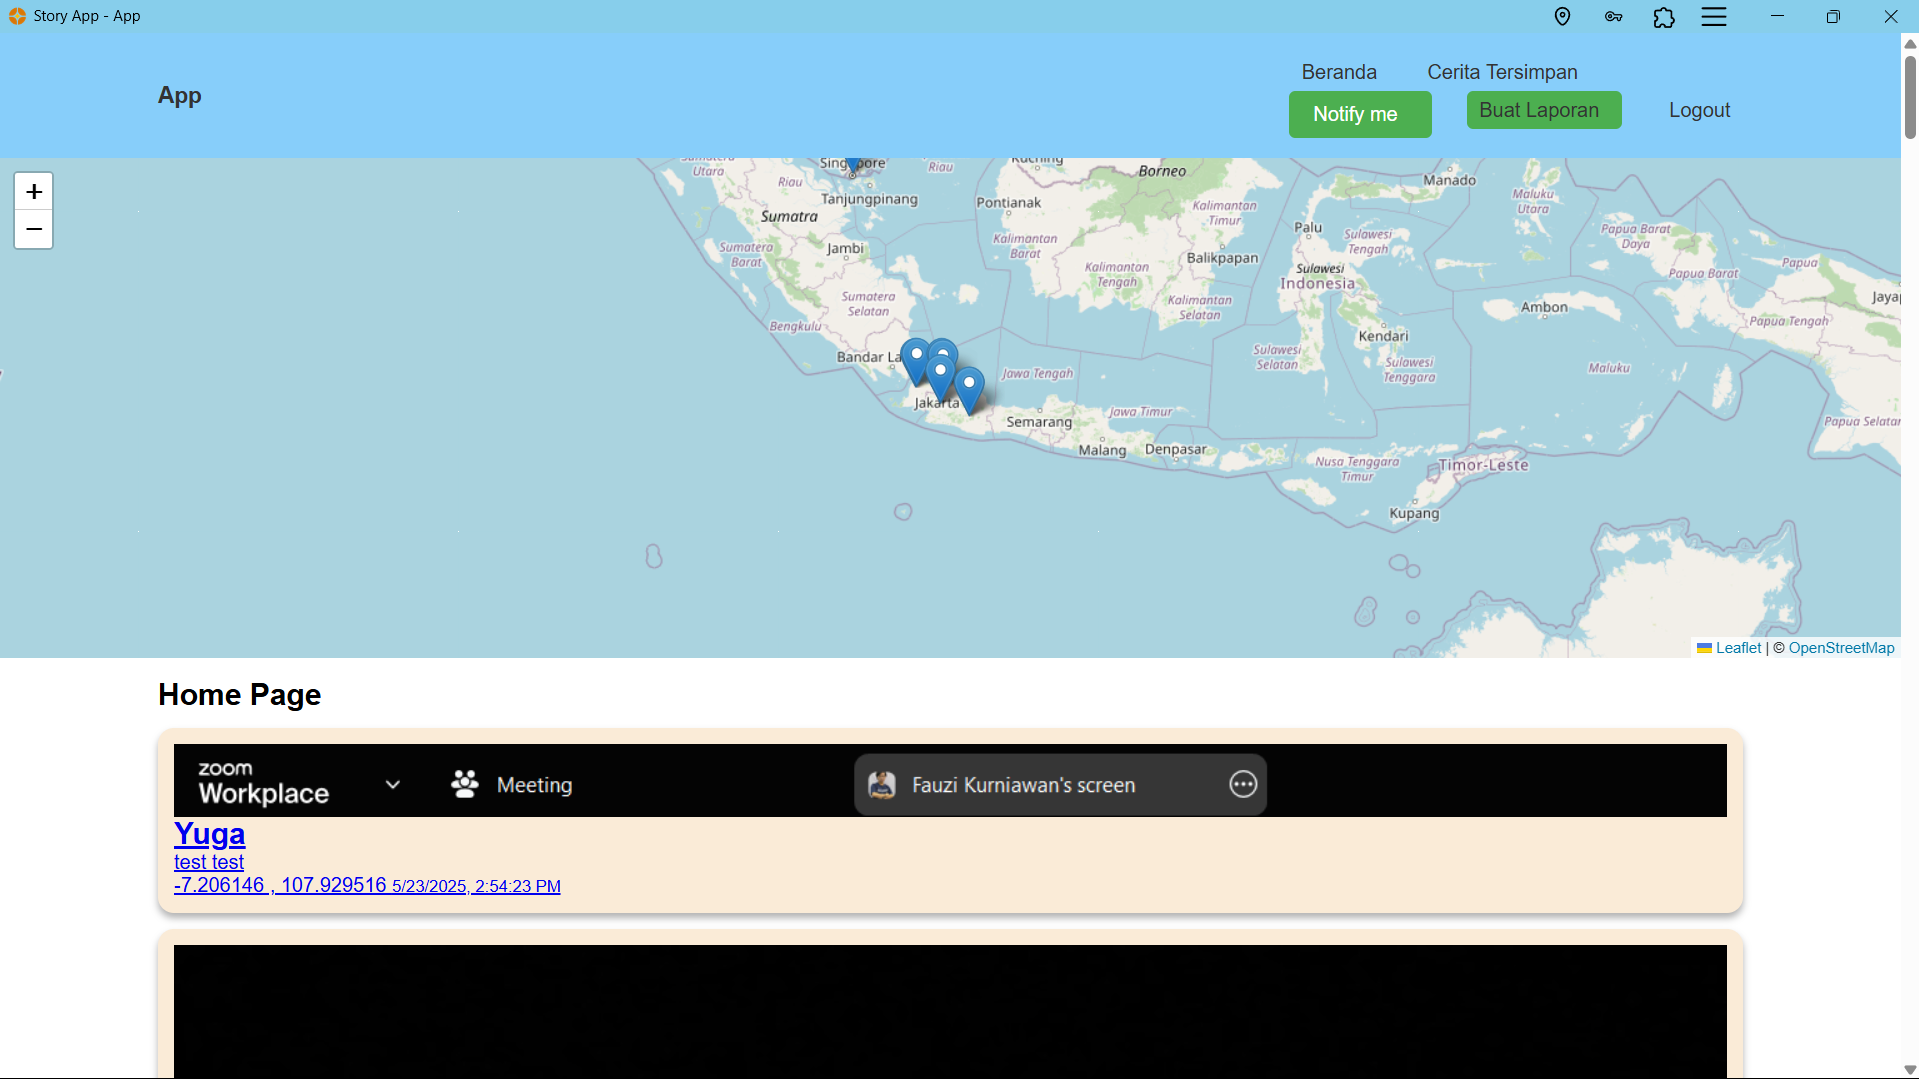 Story App - App
App
Beranda
Cerita Tersimpan
Notify me
Buat Laporan
Logout
+
−
Utara
Riau
Singapore
Riau
Kuching
Borneo
Manado
Maluku
Utara
Tanjungpinang
Pontianak
Kalimantan
Timur
Sumatra
Palu
Sulawesi
Tengah
Papua Barat
Daya
Sumatera
Barat
Jambi
Kalimantan
Barat
Balikpapan
Papua
Kalimantan
Tengah
Sulawesi
Indonesia
Papua Barat
Sumatera
Selatan
Kalimantan
Selatan
Ambon
Jaya
Bengkulu
Papua Tengah
Kendari
Bandar La
Sulawesi
Selatan
Sulawesi
Tenggara
Maluku
Jawa Tengah
Jakarta
Semarang
Jawa Timur
Papua Selatan
Malang
Denpasar
Nusa Tenggara
Timur
Timor-Leste
Kupang
Leaflet | © OpenStreetMap
Home Page
zoom
Workplace
Meeting
Fauzi Kurniawan's screen
Yuga
test test
-7.206146 , 107.929516 5/23/2025, 2:54:23 PM